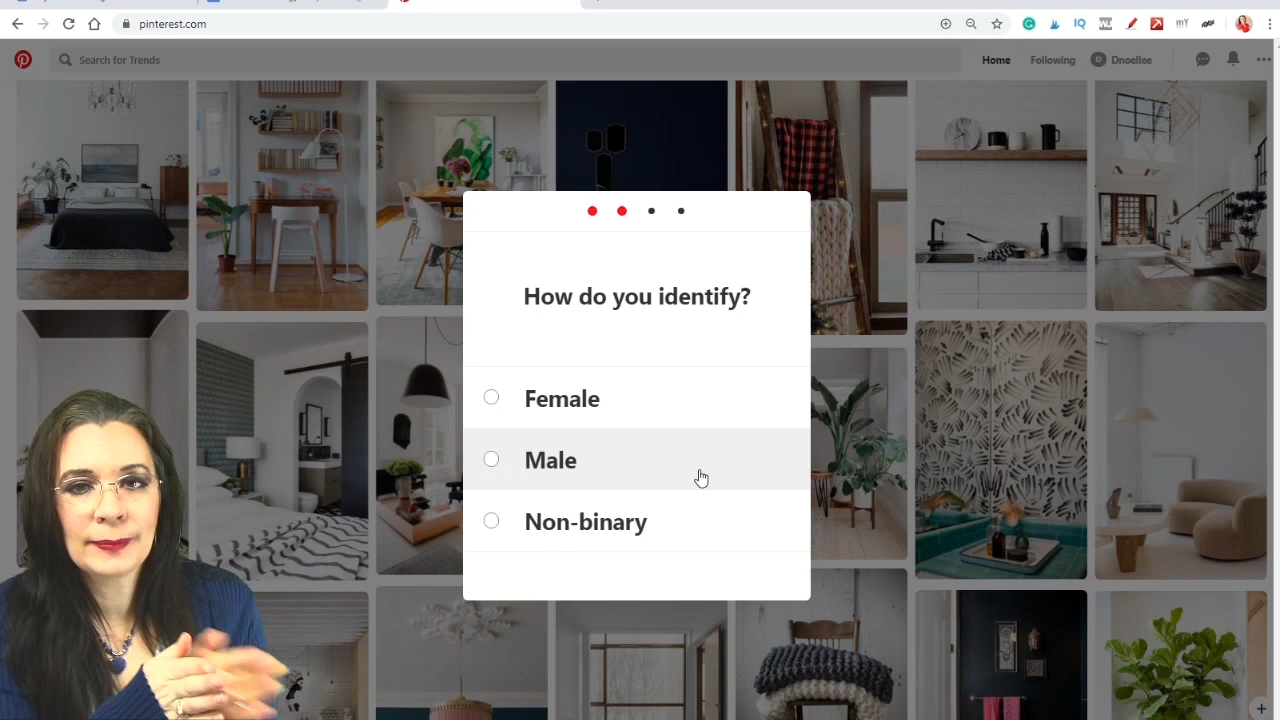 pinterest.com
Search for Trends
Home
Following
D
Dnoellee
How do you identify?
Female
Male
Non-binary